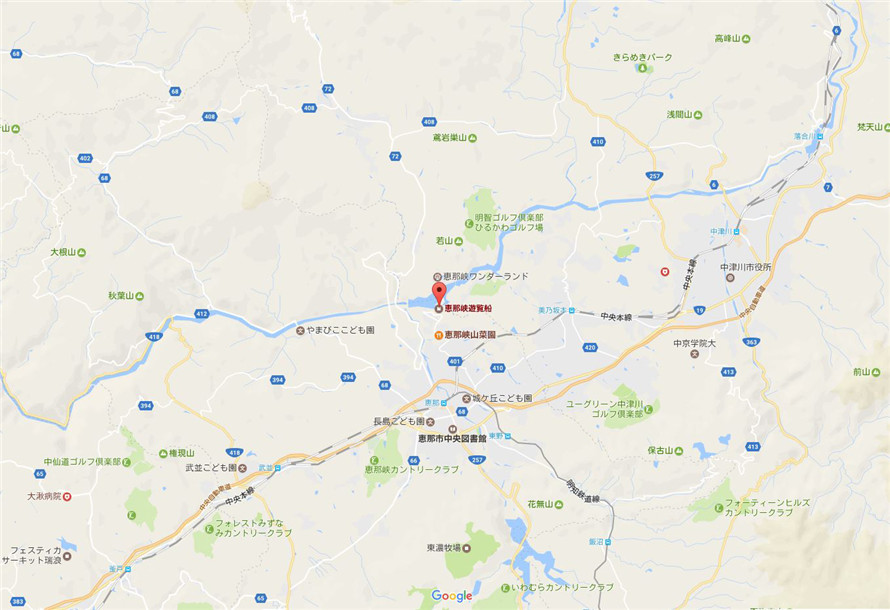 6
68
高峰山
きらめきパーク
72
68
408
408
浅間山
68
408
蔦岩巣山
410
山
梵天山
落合川
402
72
68
257
6
7
明智ゴルフ倶楽部
ひるかわゴルフ場
中津川
若山
大根山
恵那峡ワンダーランド
中央本線
中津川市役所
秋葉山
恵那峡遊覧船
美乃坂本
中央本線
19
中央自動車道
412
418
やまびここども園
恵那峡山菜園
363
中京学院大
420
401
410
413
前山
394
394
68
394
城ケ丘こども園
恵那
68
ユーグリーン中津川
ゴルフ倶楽部
長島こども園
恵那市中央図書館
東野
413
保古山
418
権現山
中仙道ゴルフ倶楽部
武並こども園
武並
66
257
恵那峡カントリークラブ
65
中央自動車道
中央本線
大湫病院
明知鉄道線
花無山
フォーティーンヒルズ
カントリークラブ
フォレストみずな
みカントリークラブ
飯沼
東濃牧場
フェスティカ
サーキット瑞浪
釜戸
いわむらカントリークラブ
383
65
Google